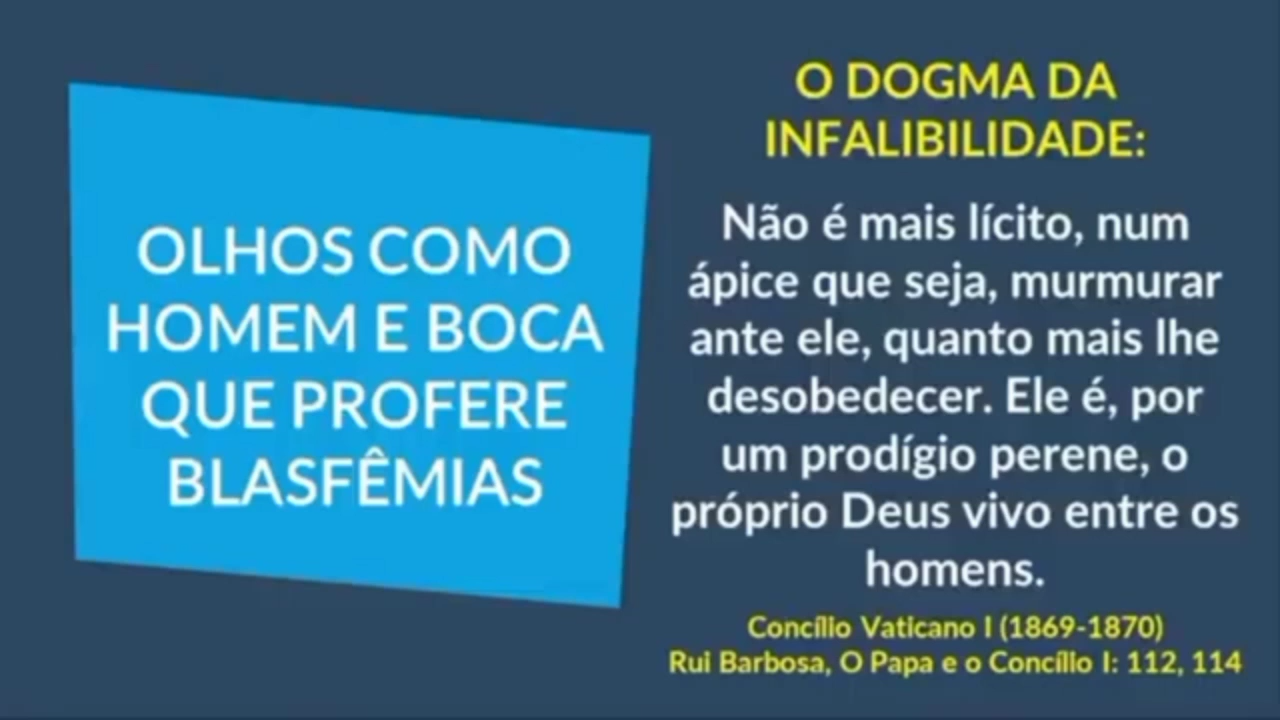 OLHOS COMO
HOMEM E BOCA
QUE PROFERE
BLASFÊMIAS
O DOGMA DA
INFALIBILIDADE:
Não é mais lícito, num
ápice que seja, murmurar
ante ele, quanto mais lhe
desobedecer. Ele é, por
um prodígio perene, o
próprio Deus vivo entre os
homens.
Concílio Vaticano I (1869-1870)
Rui Barbosa, O Papa e o Concílio I: 112, 114